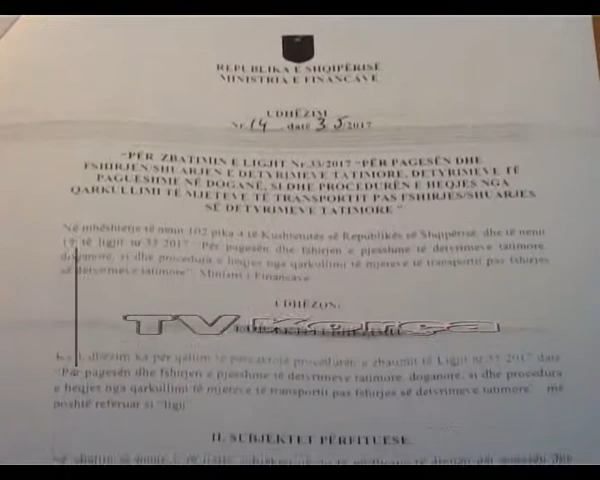 REPUBLIKA E SHQIPËRISË
MINISTRIA E FINANCAVE
UDHËZIM
Nr. 14, datë 3.5.2017
"PËR ZBATIMIN E LIGJIT Nr.33/2017 "PËR PAGESËN DHE
FSHIRJEN/SHUARJEN E DETYRIMEVE TATIMORE, DETYRIMEVE TË
PAGUESHME NË DOGANË, SI DHE PROCEDURËN E HEQJES NGA
QARKULLIMI TË MJETEVE TË TRANSPORTIT PAS FSHIRJES/SHUARJES
SË DETYRIMEVE TATIMORE"
Në mbështetje të nenit 102 pika 4 të Kushtetutës së Republikës së Shqipërisë, dhe të nenit
të ligjit nr.33 2017 "Për pagesën dhe fshirjen e pjesshme të detyrimeve tatimore,
doganore, si dhe procedura e heqjes nga qarkullimi të mjeteve të transportit pas fshirjes
së detyrimeve tatimore" Ministri i Financave
UDHËZON:
TV Korça
Ky Udhëzim ka për qëllim të përcaktojë procedurën e zbatimit të Ligjit nr.33 2017 datë
"Për pagesën dhe fshirjen e pjesshme të detyrimeve tatimore, doganore, si dhe procedura
e heqjes nga qarkullimi të mjeteve të transportit pas fshirjes së detyrimeve tatimore, më
poshtë referuar si "ligji
II. SUBJEKTET PËRFITUESE